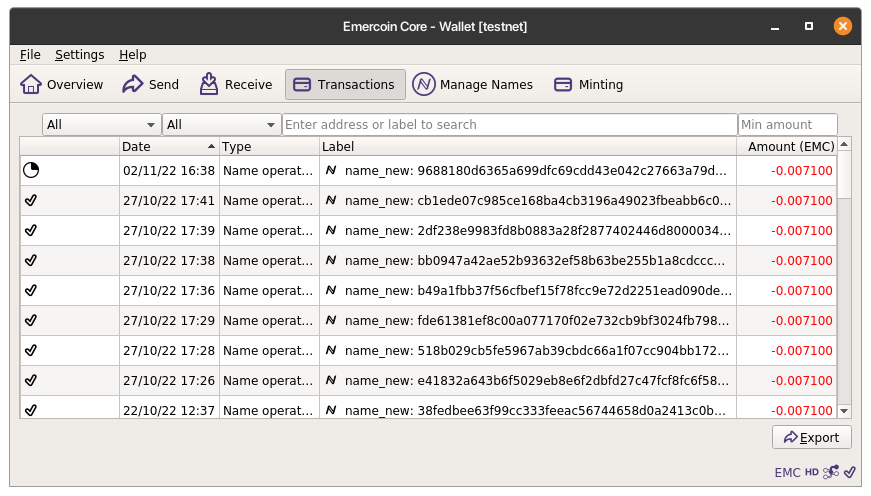 Emercoin Core - Wallet [testnet]
File Settings Help
Overview Send Receive Transactions Manage Names Minting
All All Enter address or label to search Min amount
Date Type Label Amount (EMC)
02/11/22 16:38 Name operat... name_new: 9688180d6365a699dfc69cdd43e042c27663a79d... -0.007100
27/10/22 17:41 Name operat... name_new: cb1ede07c985ce168ba4cb3196a49023fbeabb6c0... -0.007100
27/10/22 17:39 Name operat... name_new: 2df238e9983fd8b0883a28f2877402446d8000034... -0.007100
27/10/22 17:38 Name operat... name_new: bb0947a42ae52b93632ef58b63be255b1a8cdccc... -0.007100
27/10/22 17:36 Name operat... name_new: b49a1fbb37f56cfbef15f78fcc9e72d2251ead090de... -0.007100
27/10/22 17:29 Name operat... name_new: fde61381ef8c00a077170f02e732cb9bf3024fb798... -0.007100
27/10/22 17:28 Name operat... name_new: 518b029cb5fe5967ab39cbdc66a1f07cc904bb172... -0.007100
27/10/22 17:26 Name operat... name_new: e41832a643b6f5029eb8e6f2dbfd27c47fcf8fc6f58... -0.007100
22/10/22 12:37 Name operat... name_new: 38fedbee63f99cc333feeac56744658d0a2413c0b... -0.007100
Export
EMC HD